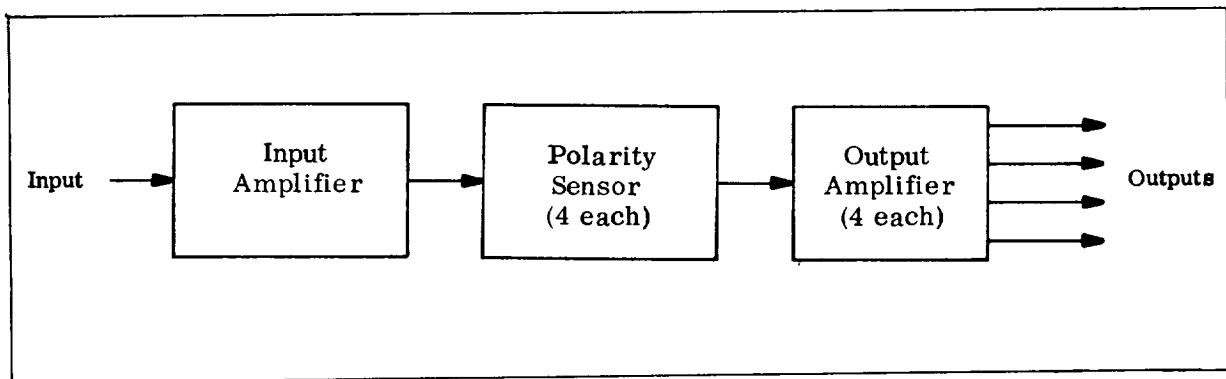 Input
Input
Amplifier
Polarity
Sensor
(4 each)
Output
Amplifier
(4 each)
Outputs